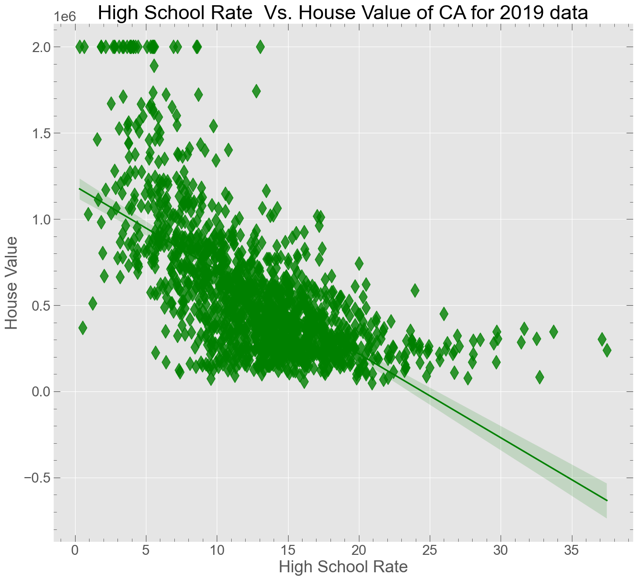 High School Rate  Vs. House Value of CA for 2019 data
1e6
2.0
1.5
1.0
0.5
0.0
−0.5
House Value
0 5 10 15 20 25 30 35
High School Rate